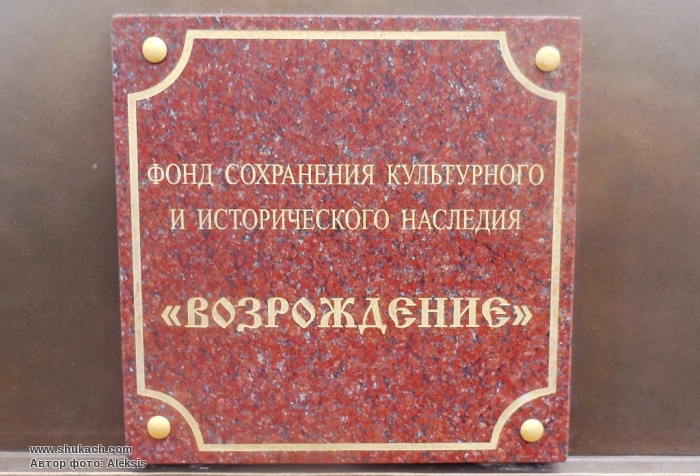 ФОНД СОХРАНЕНИЯ КУЛЬТУРНОГО
И ИСТОРИЧЕСКОГО НАСЛЕДИЯ
«ВОЗРОЖДЕНИЕ»
www.shukach.com
Автор фото: Aleksis